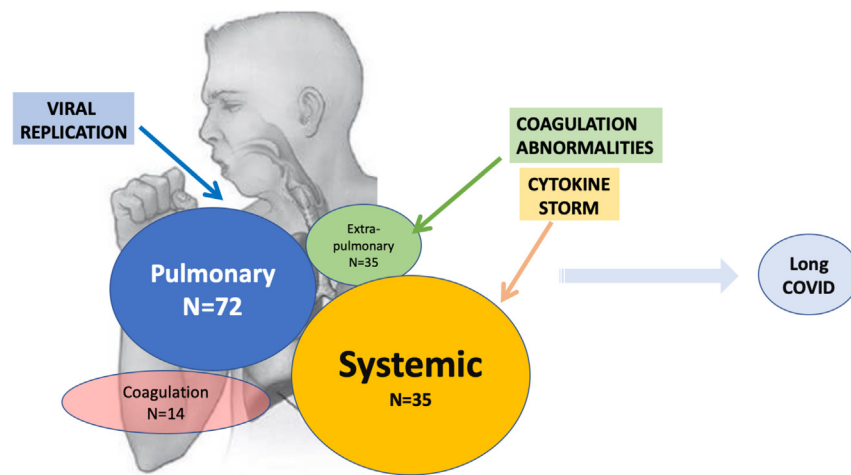 VIRAL
REPLICATION
COAGULATION
ABNORMALITIES
CYTOKINE
STORM
Extra-
pulmonary
N=35
Pulmonary
N=72
Long
COVID
Systemic
N=35
Coagulation
N=14